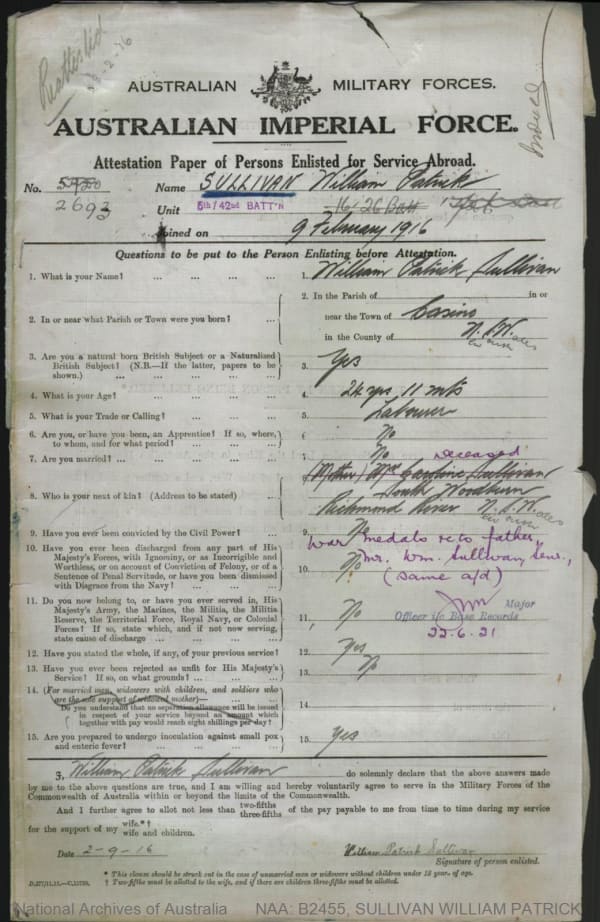 Reattested
AUSTRALIAN MILITARY FORCES.
AUSTRALIAN IMPERIAL FORCE.
Attestation Paper of Persons Enlisted for Service Abroad.
No. Name SULLIVAN William Patrick
2693 Unit 5th/42nd BATT'N 16/26 Batt
Joined on 9 February 1916
Questions to be put to the Person Enlisting before Attestation.
1. What is your Name? ... ... ... ... 1. William Patrick Sullivan
2. In or near what Parish or Town were you born? ... 2. In the Parish of in or
near the Town of Casino
in the County of N.S.W.
3. Are you a natural born British Subject or a Naturalized British Subject? (N.B.—If the latter, papers to be shown.) ... ... ... ... 3. Yes
4. What is your Age? ... ... ... ... 4. 24 yrs 11 mts
5. What is your Trade or Calling? ... ... ... 5. Labourer
6. Are you, or have you been, an Apprentice? If so, where, to whom, and for what period? ... ... ... 6. No
7. Are you married? ... ... ... ... 7. No deceased
8. Who is your next of kin? (Address to be stated) ... 8. (Mother) Mrs Caroline Sullivan
South Woodburn
Richmond River N.S.W.
9. Have you ever been convicted by the Civil Power? ... 9. No
War medals &c to father,
Mr. Wm. Sullivan, Senr.,
(same a/d)
10. Have you ever been discharged from any part of His Majesty's Forces, with Ignominy, or as Incorrigible and Worthless, or on account of Conviction of Felony, or of a Sentence of Penal Servitude, or have you been dismissed with Disgrace from the Navy? ... ... ... 10. No
11. Do you now belong to, or have you ever served in, His Majesty's Army, the Marines, the Militia, the Militia Reserve, the Territorial Force, Royal Navy, or Colonial Forces? If so, state which, and if not now serving, state cause of discharge ... ... ... 11. No
Major
Officer i/c Base Records
22.6.21
12. Have you stated the whole, if any, of your previous service? 12. Yes
13. Have you ever been rejected as unfit for His Majesty's Service? If so, on what grounds? ... ... ... 13. No
14. (For married men, widowers with children, and soldiers who are the sole support of widowed mother)—
Do you understand that no separation allowance will be issued in respect of your service beyond an amount which together with pay would reach eight shillings per day? 14.
15. Are you prepared to undergo inoculation against small pox and enteric fever? ... ... ... ... 15. Yes
I, William Patrick Sullivan do solemnly declare that the above answers made
by me to the above questions are true, and I am willing and hereby voluntarily agree to serve in the Military Forces of the
Commonwealth of Australia within or beyond the limits of the Commonwealth.
And I further agree to allot not less than two-fifths three-fifths of the pay payable to me from time to time during my service
for the support of my wife.*† wife and children.
Date 2-9-16 William Patrick Sullivan
Signature of person enlisted.
* This clause should be struck out in the case of unmarried men or widowers without children under 18 years of age.
† Two-fifths must be allotted to the wife, and if there are children three-fifths must be allotted.
National Archives of Australia NAA: B2455, SULLIVAN WILLIAM PATRICK